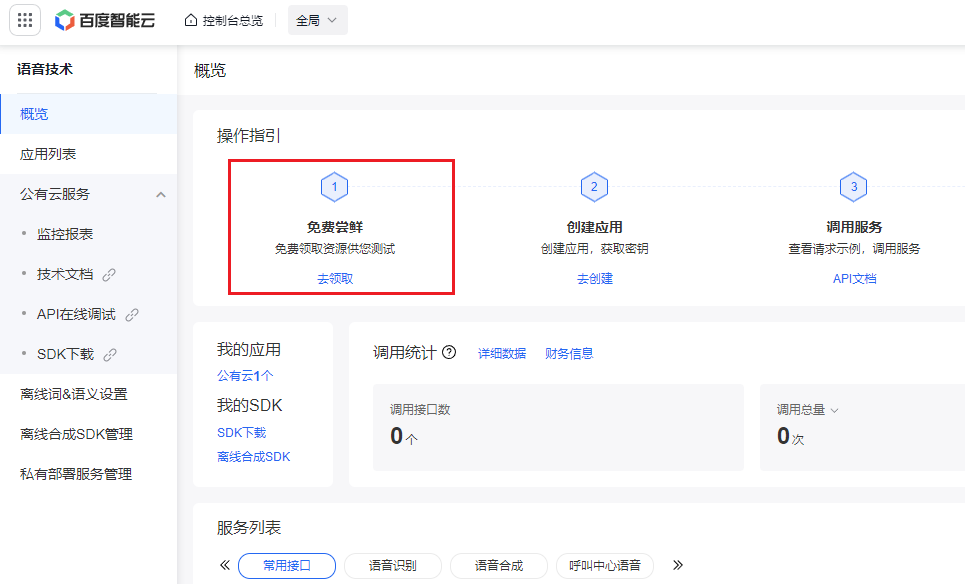 百度智能云 控制台总览 全局
语音技术
概览
应用列表
公有云服务
监控报表
技术文档
API在线调试
SDK下载
离线词&语义设置
离线合成SDK管理
私有部署服务管理
概览
操作指引
1
免费尝鲜
免费领取资源供您测试
去领取
2
创建应用
创建应用，获取密钥
去创建
3
调用服务
查看请求示例，调用服务
API文档
我的应用
公有云1个
我的SDK
SDK下载
离线合成SDK
调用统计 ? 详细数据 财务信息
调用接口数
0个
调用总量
0次
服务列表
« 常用接口 语音识别 语音合成 呼叫中心语音 »